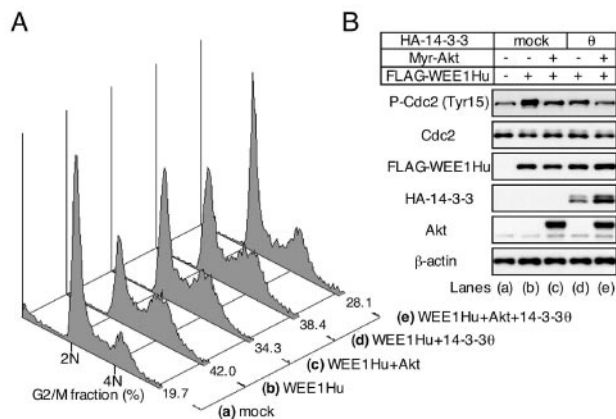 A
2N
4N
G2/M fraction (%)
19.7
42.0
34.3
38.4
28.1
(e) WEE1Hu+Akt+14-3-3θ
(d) WEE1Hu+14-3-3θ
(c) WEE1Hu+Akt
(b) WEE1Hu
(a) mock
B
HA-14-3-3 mock θ
Myr-Akt - - + - +
FLAG-WEE1Hu - + + + +
P-Cdc2 (Tyr15)
Cdc2
FLAG-WEE1Hu
HA-14-3-3
Akt
β-actin
Lanes (a) (b) (c) (d) (e)